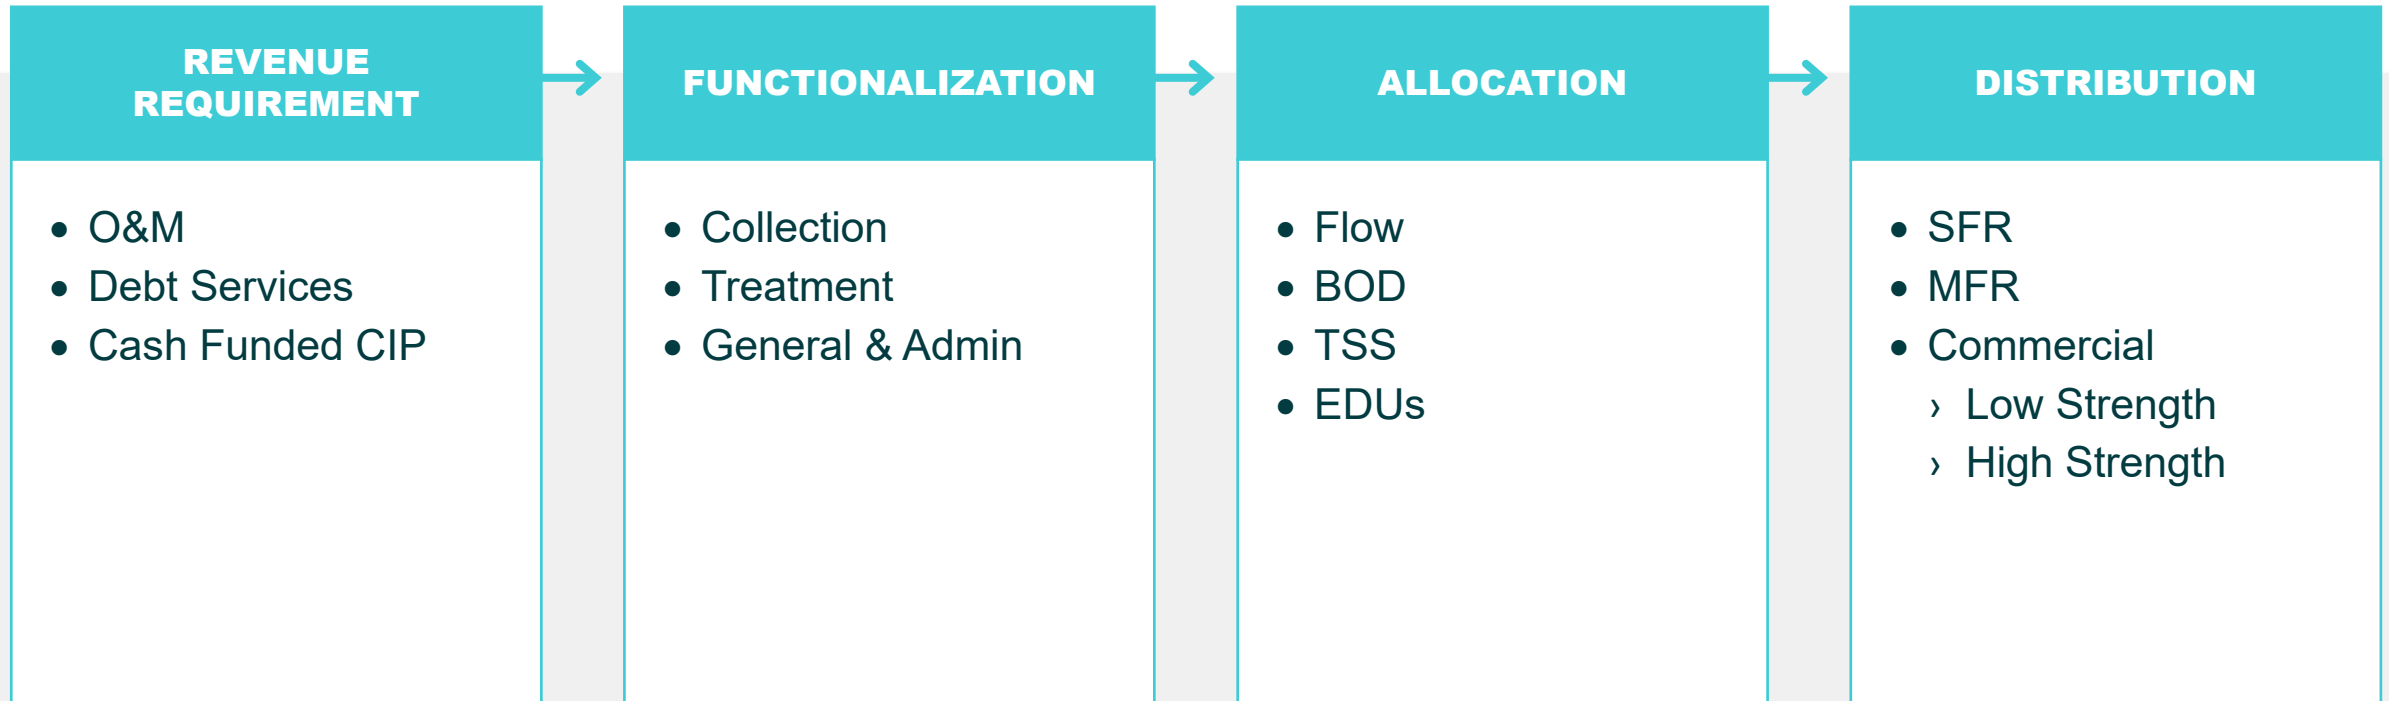 REVENUE
REQUIREMENT
• O&M
• Debt Services
• Cash Funded CIP
FUNCTIONALIZATION
• Collection
• Treatment
• General & Admin
ALLOCATION
• Flow
• BOD
• TSS
• EDUs
DISTRIBUTION
• SFR
• MFR
• Commercial
› Low Strength
› High Strength